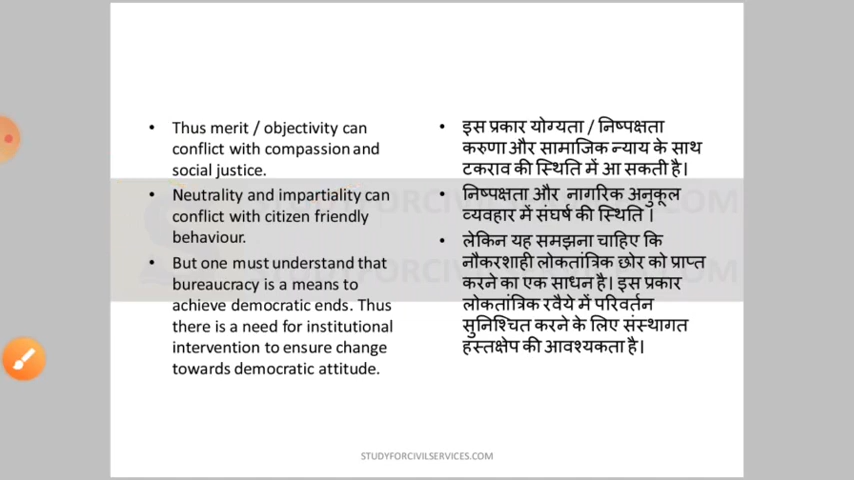 • Thus merit / objectivity can
conflict with compassion and
social justice.
• Neutrality and impartiality can
conflict with citizen friendly
behaviour.
• But one must understand that
bureaucracy is a means to
achieve democratic ends. Thus
there is a need for institutional
intervention to ensure change
towards democratic attitude.
• इस प्रकार योग्यता / निष्पक्षता
करुणा और सामाजिक न्याय के साथ
टकराव की स्थिति में आ सकती है।
• निष्पक्षता और नागरिक अनुकूल
व्यवहार में संघर्ष की स्थिति ।
• लेकिन यह समझना चाहिए कि
नौकरशाही लोकतांत्रिक छोर को प्राप्त
करने का एक साधन है। इस प्रकार
लोकतांत्रिक रवैये में परिवर्तन
सुनिश्चित करने के लिए संस्थागत
हस्तक्षेप की आवश्यकता है।
STUDYFORCIVILSERVICES.COM